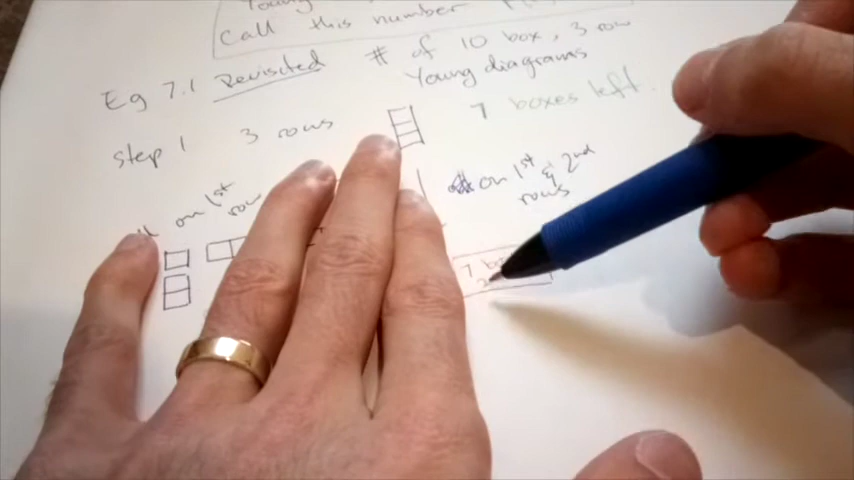 Young
Call this number
Eg 7.1 Revisited # of 10 box, 3 row
Young diagrams
Step 1 3 rows 7 boxes left.
on 1st row
# on 1st & 2nd rows
7